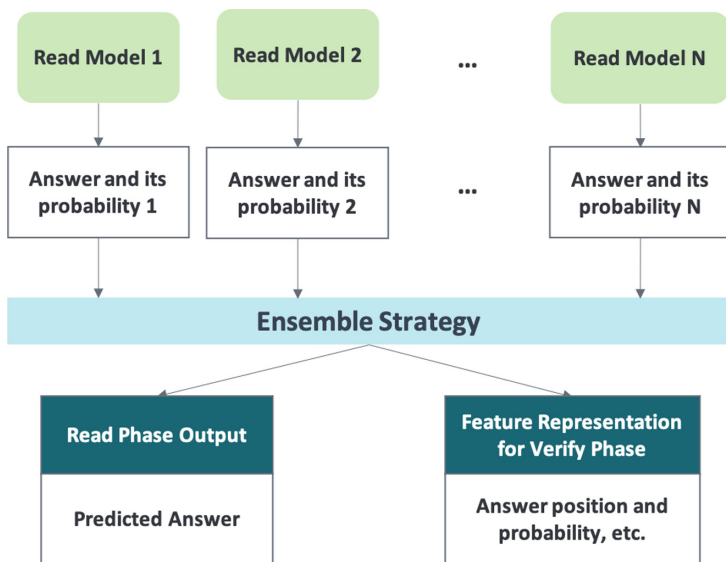 Read Model 1
Read Model 2
...
Read Model N
Answer and its
probability 1
Answer and its
probability 2
...
Answer and its
probability N
Ensemble Strategy
Read Phase Output
Predicted Answer
Feature Representation
for Verify Phase
Answer position and
probability, etc.